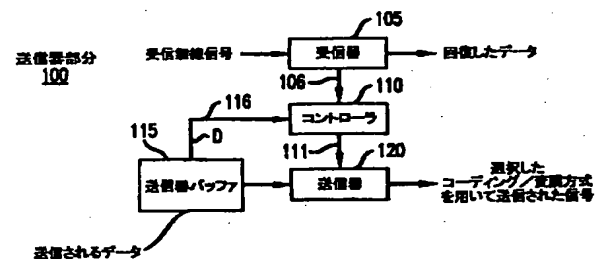 送信器部分
100
受信無線信号
受信器
105
回復したデータ
106
110
116
コントローラ
115
D
111
120
送信器バッファ
送信器
選択した
コーディング/変調方式
を用いて送信された信号
送信されるデータ